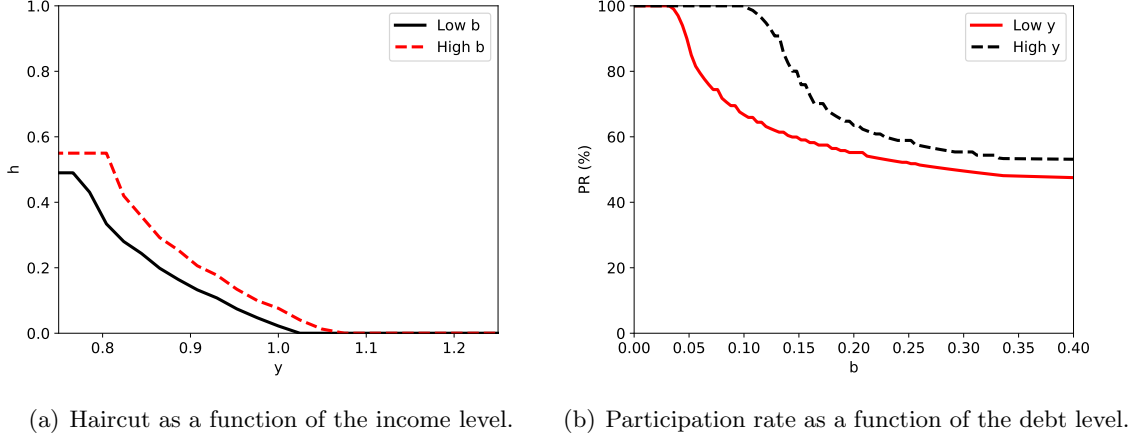 1.0
0.8
0.6
0.4
0.2
0.0
h
0.8 0.9 1.0 1.1 1.2
y
Low b
High b
100
80
60
40
20
0
PR (%)
0.00 0.05 0.10 0.15 0.20 0.25 0.30 0.35 0.40
b
Low y
High y
(a) Haircut as a function of the income level.
(b) Participation rate as a function of the debt level.